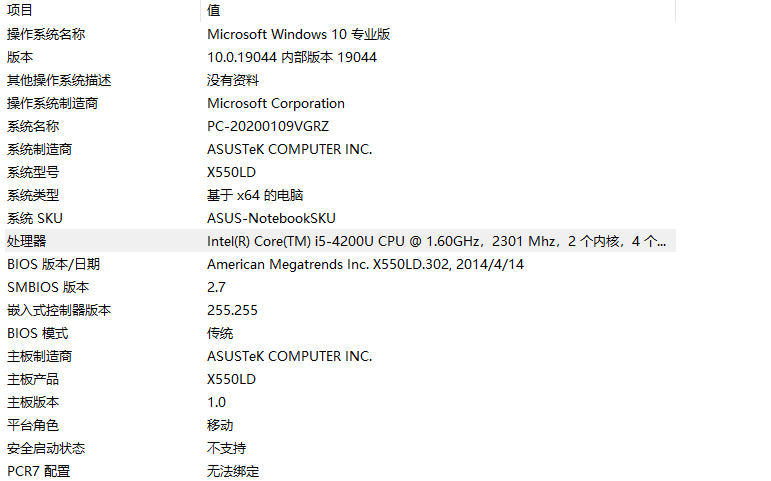 项目 值
操作系统名称 Microsoft Windows 10 专业版
版本 10.0.19044 内部版本 19044
其他操作系统描述 没有资料
操作系统制造商 Microsoft Corporation
系统名称 PC-20200109VGRZ
系统制造商 ASUSTeK COMPUTER INC.
系统型号 X550LD
系统类型 基于 x64 的电脑
系统 SKU ASUS-NotebookSKU
处理器 Intel(R) Core(TM) i5-4200U CPU @ 1.60GHz，2301 Mhz，2 个内核，4 个...
BIOS 版本/日期 American Megatrends Inc. X550LD.302, 2014/4/14
SMBIOS 版本 2.7
嵌入式控制器版本 255.255
BIOS 模式 传统
主板制造商 ASUSTeK COMPUTER INC.
主板产品 X550LD
主板版本 1.0
平台角色 移动
安全启动状态 不支持
PCR7 配置 无法绑定